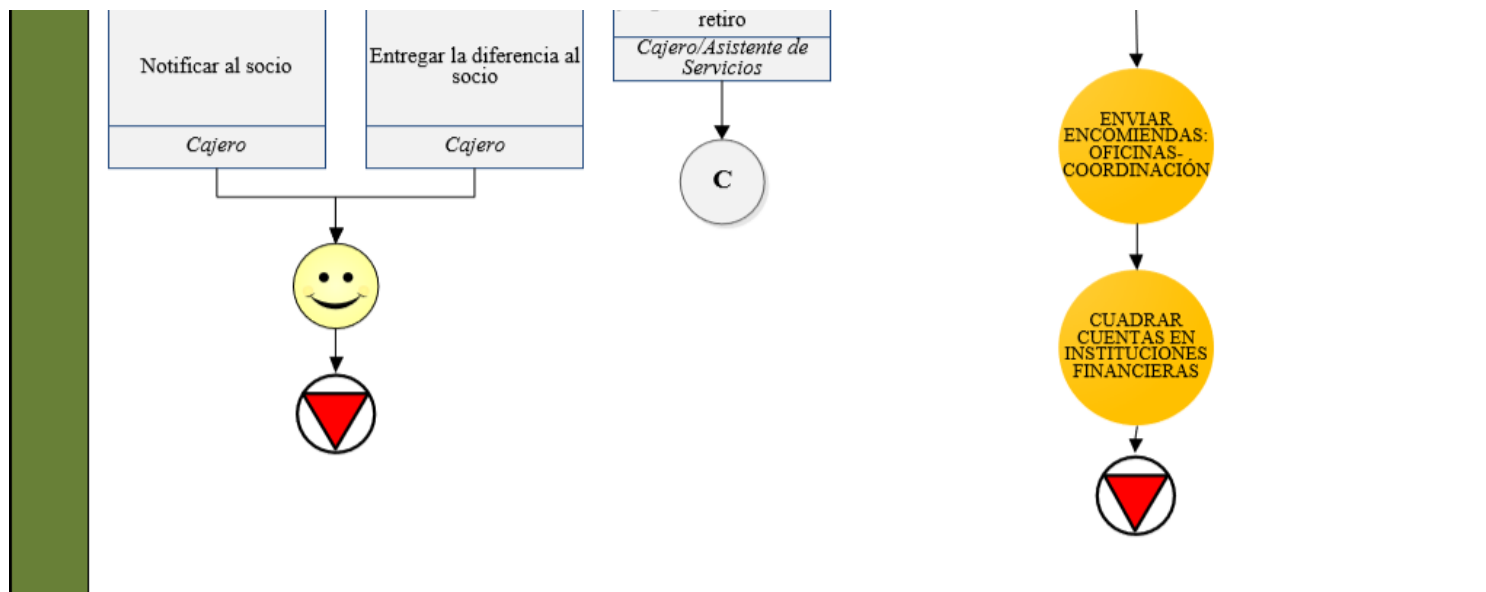 Notificar al socio
Cajero
Entregar la diferencia al
socio
Cajero
retiro
Cajero/Asistente de
Servicios
C
ENVIAR
ENCOMIENDAS:
OFICINAS-
COORDINACIÓN
CUADRAR
CUENTAS EN
INSTITUCIONES
FINANCIERAS